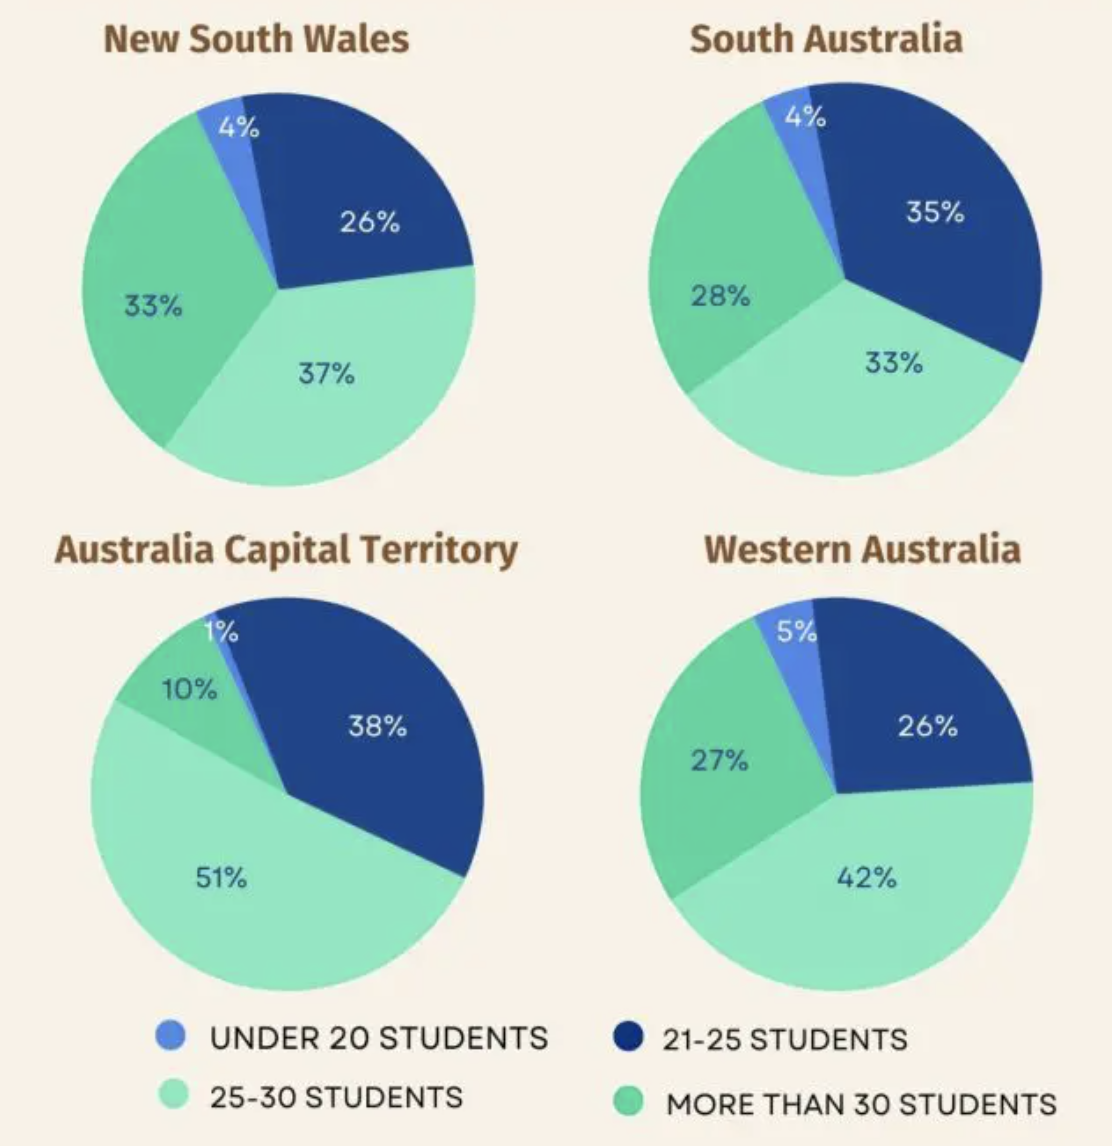 New South Wales
4%
26%
33%
37%
South Australia
4%
35%
28%
33%
Australia Capital Territory
1%
10%
38%
51%
Western Australia
5%
26%
27%
42%
UNDER 20 STUDENTS
21-25 STUDENTS
25-30 STUDENTS
MORE THAN 30 STUDENTS